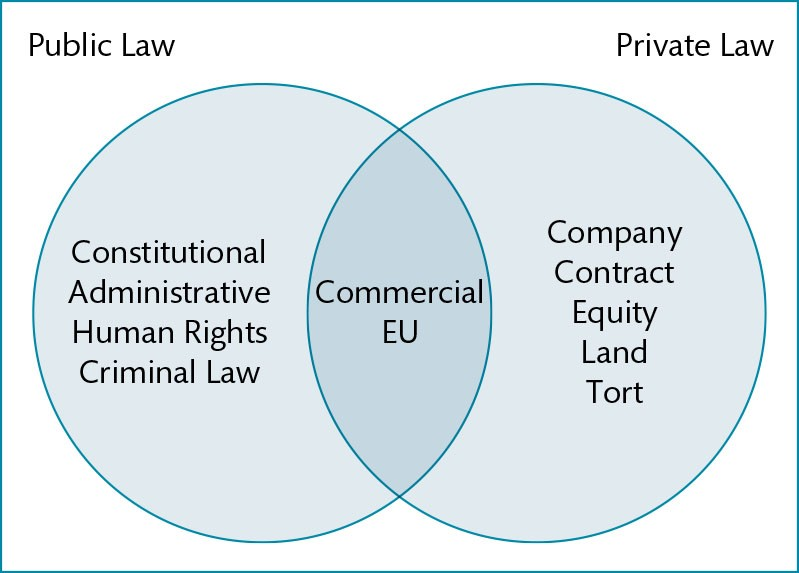 Public Law
Private Law
Constitutional
Administrative
Human Rights
Criminal Law
Commercial
EU
Company
Contract
Equity
Land
Tort